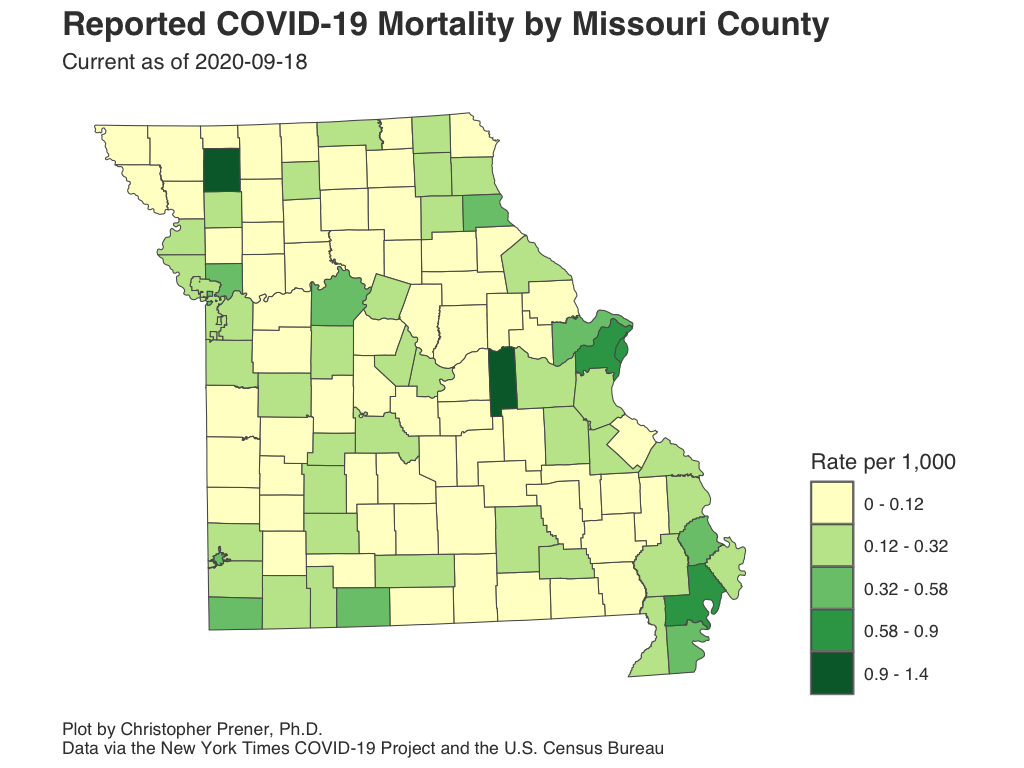 Reported COVID-19 Mortality by Missouri County
Current as of 2020-09-18
Rate per 1,000
0 - 0.12
0.12 - 0.32
0.32 - 0.58
0.58 - 0.9
0.9 - 1.4
Plot by Christopher Prener, Ph.D.
Data via the New York Times COVID-19 Project and the U.S. Census Bureau